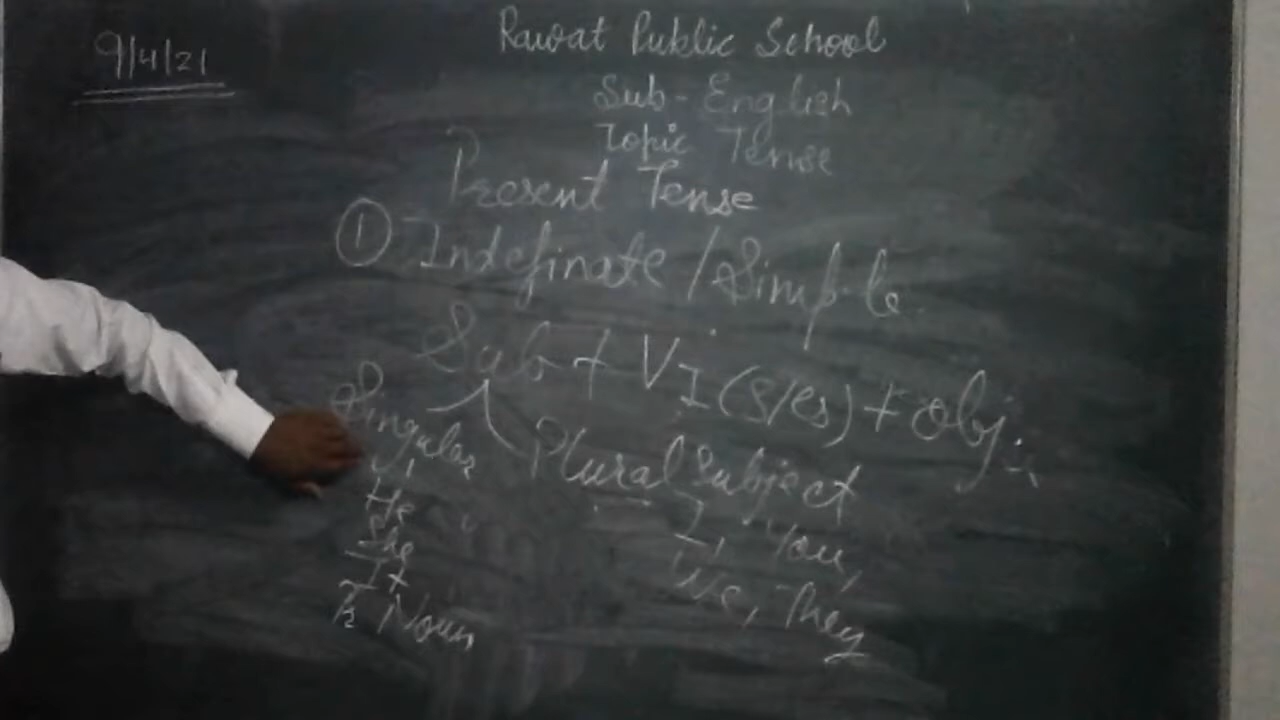 9/4/21
Rawat Public School
Sub- English
Topic Tense
Present Tense
① Indefinate / Simple
Sub + VI (s/es) + obj.
Singular
Plural Subject
He
She
It
Noun
I, You,
We, They